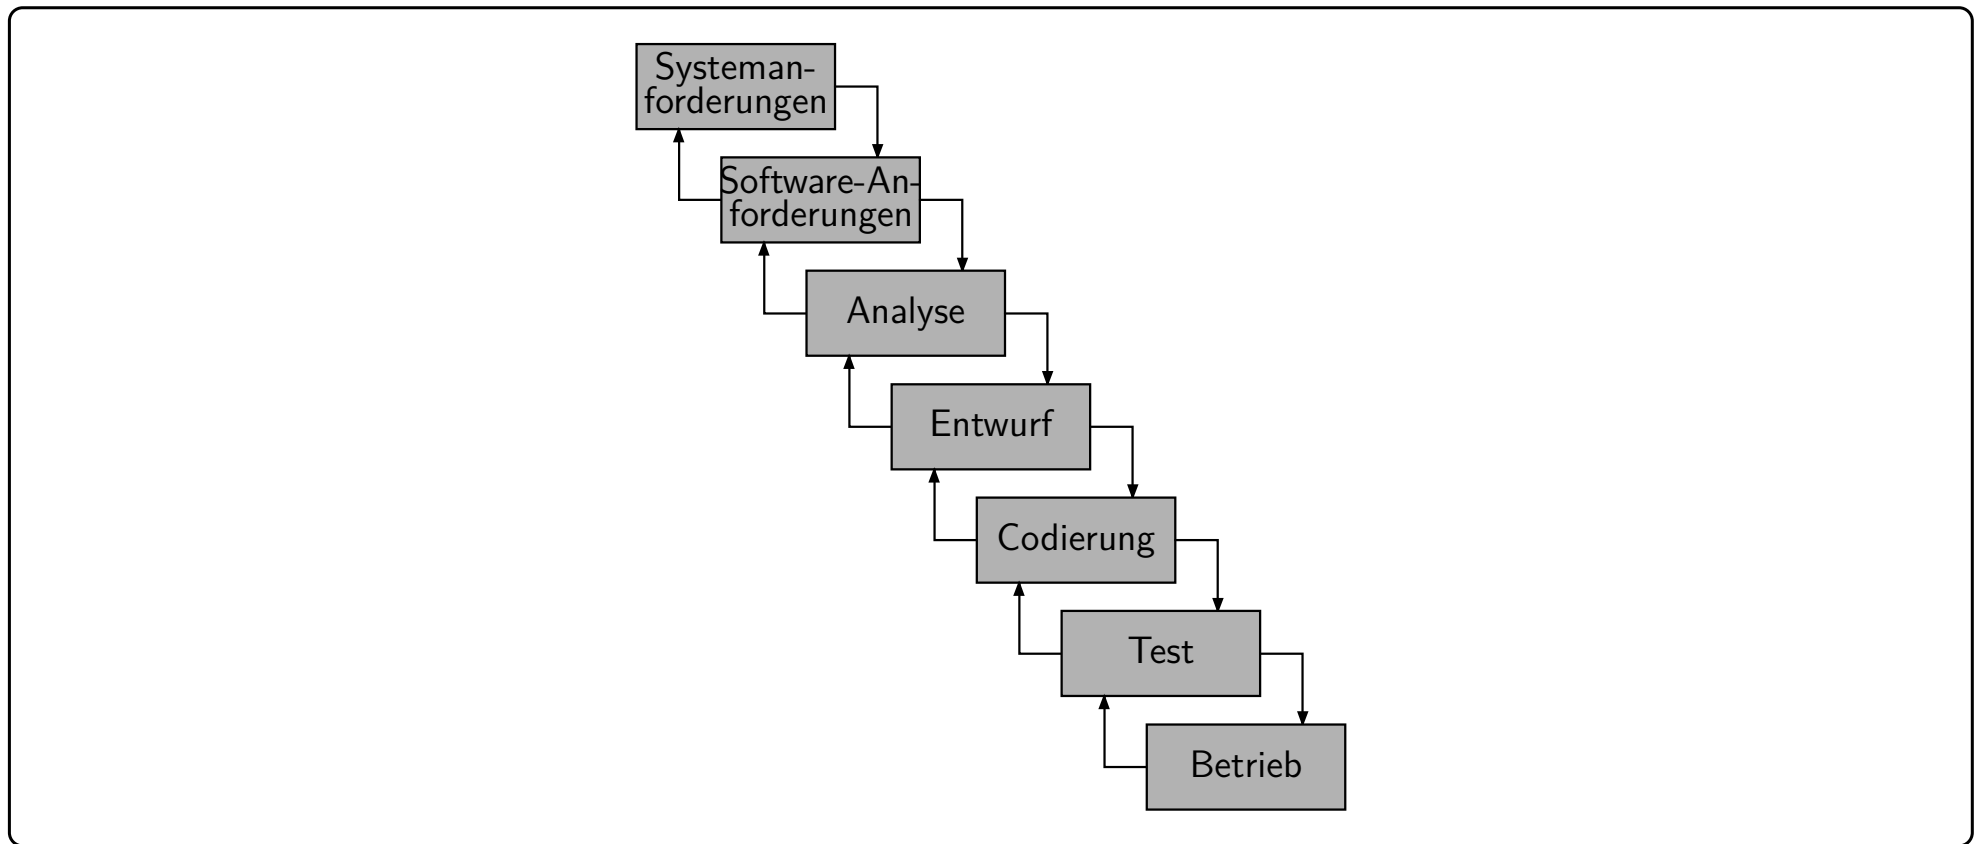 Systeman-
forderungen
Software-An-
forderungen
Analyse
Entwurf
Codierung
Test
Betrieb